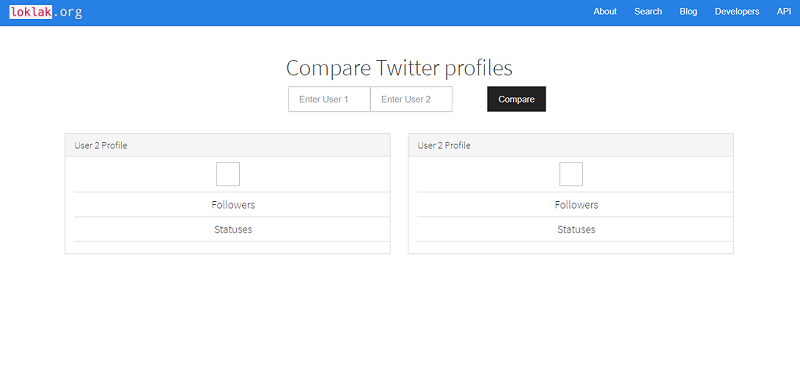 loklak.org About Search Blog Developers API
Compare Twitter profiles
Enter User 1 Enter User 2 Compare
User 2 Profile User 2 Profile
Followers Followers
Statuses Statuses